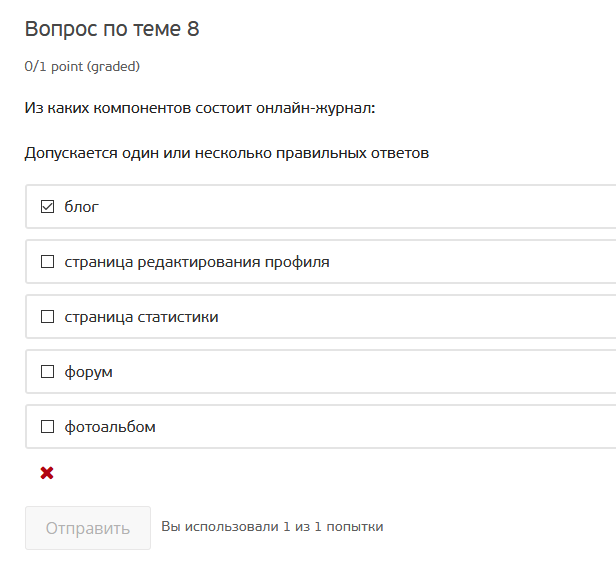 Вопрос по теме 8
0/1 point (graded)
Из каких компонентов состоит онлайн-журнал:
Допускается один или несколько правильных ответов
блог
страница редактирования профиля
страница статистики
форум
фотоальбом
Отправить
Вы использовали 1 из 1 попытки